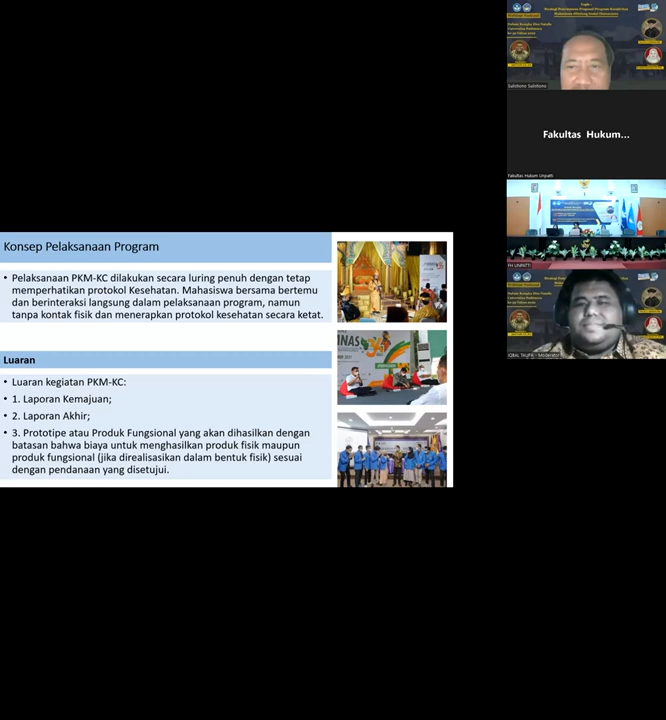 Konsep Pelaksanaan Program
• Pelaksanaan PKM-KC dilakukan secara luring penuh dengan tetap
memperhatikan protokol Kesehatan. Mahasiswa bersama bertemu
dan berinteraksi langsung dalam pelaksanaan program, namun
tanpa kontak fisik dan menerapkan protokol kesehatan secara ketat.
Luaran
• Luaran kegiatan PKM-KC:
• 1. Laporan Kemajuan;
• 2. Laporan Akhir;
• 3. Prototipe atau Produk Fungsional yang akan dihasilkan dengan
batasan bahwa biaya untuk menghasilkan produk fisik maupun
produk fungsional (jika direalisasikan dalam bentuk fisik) sesuai
dengan pendanaan yang disetujui.
Sulistiono Sulistiono
Fakultas Hukum...
Fakultas Hukum Unpatti
FH UNPATTI
IQBAL TAUFIK - Moderator